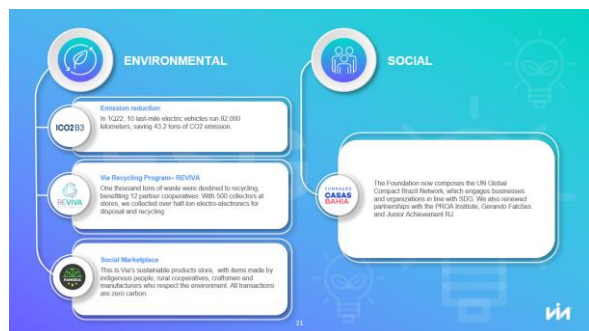 ENVIRONMENTAL
Emission reduction
In 1Q22, 10 last-mile electric vehicles run 92,000
kilometers, saving 43.2 tons of CO2 emission.
ICO2B3
Via Recycling Program– REVIVA
One thousand tons of waste were destined to recycling,
benefiting 12 partner cooperatives. With 500 collectors at
stores, we collected over half-ton electro-electronics for
disposal and recycling.
REVIVA
Social Marketplace
This is Via's sustainable products store, with items made by
indigenous people, rural cooperatives, craftsmen and
manufacturers who respect the environment. All transactions
are zero carbon.
SOCIAL
The Foundation now composes the UN Global
Compact Brazil Network, which engages businesses
and organizations in line with SDG. We also renewed
partnerships with the PROA Institute, Gerando Falcões
and Junior Achievement RJ
FUNDAÇÃO
CASAS
BAHIA
21
via